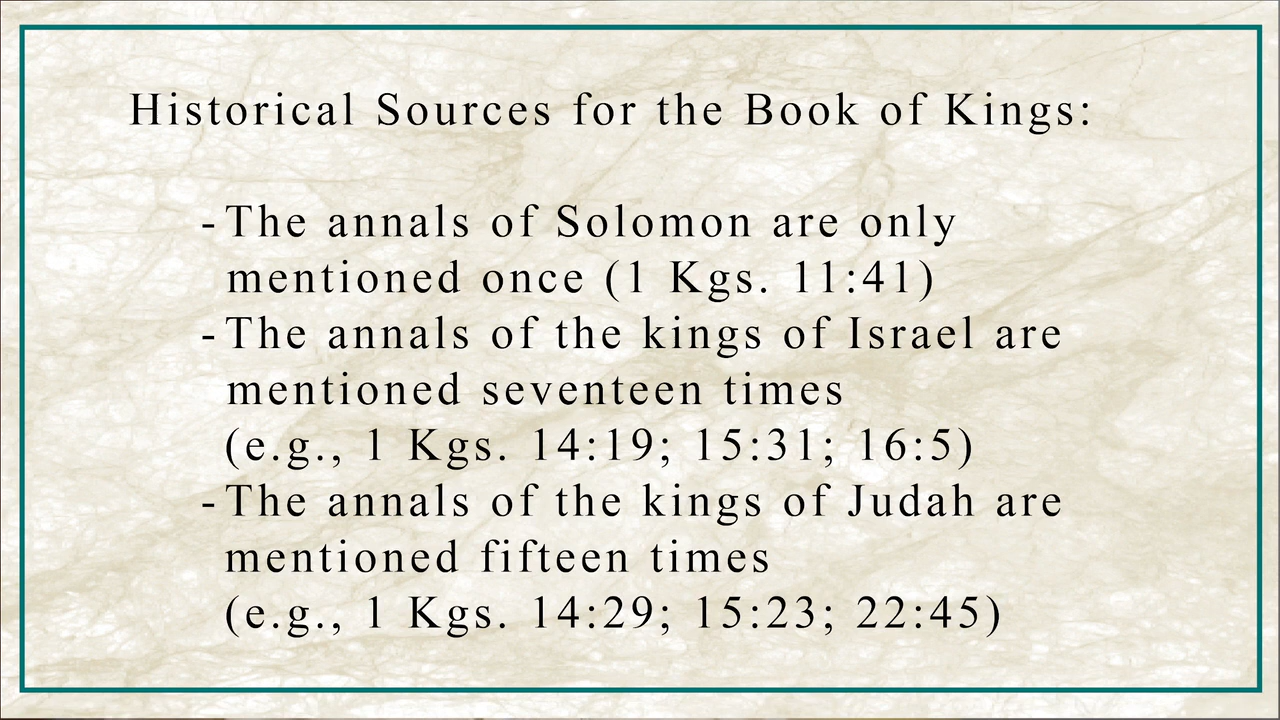 Historical Sources for the Book of Kings:
- The annals of Solomon are only
mentioned once (1 Kgs. 11:41)
- The annals of the kings of Israel are
mentioned seventeen times
(e.g., 1 Kgs. 14:19; 15:31; 16:5)
- The annals of the kings of Judah are
mentioned fifteen times
(e.g., 1 Kgs. 14:29; 15:23; 22:45)